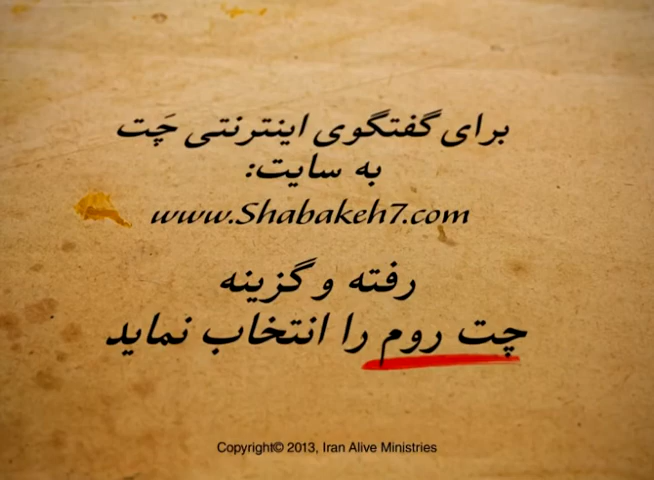 برای گفتگوی اینترنتی چَت
به سایت:
www.Shabakeh7.com
رفته و گزینه
چت روم را انتخاب نماید
Copyright© 2013, Iran Alive Ministries